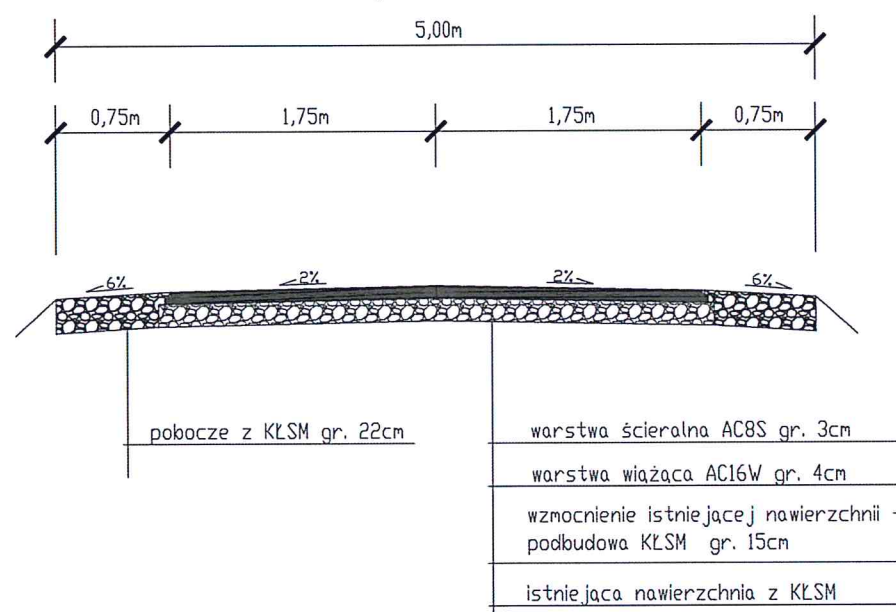 5,00m
0,75m 1,75m 1,75m 0,75m
6% 2% 2% 6%
pobocze z KŁSM gr. 22cm
warstwa ścieralna AC8S gr. 3cm
warstwa wiążąca AC16W gr. 4cm
wzmocnienie istniejącej nawierzchnii -
podbudowa KŁSM gr. 15cm
istniejąca nawierzchnia z KŁSM